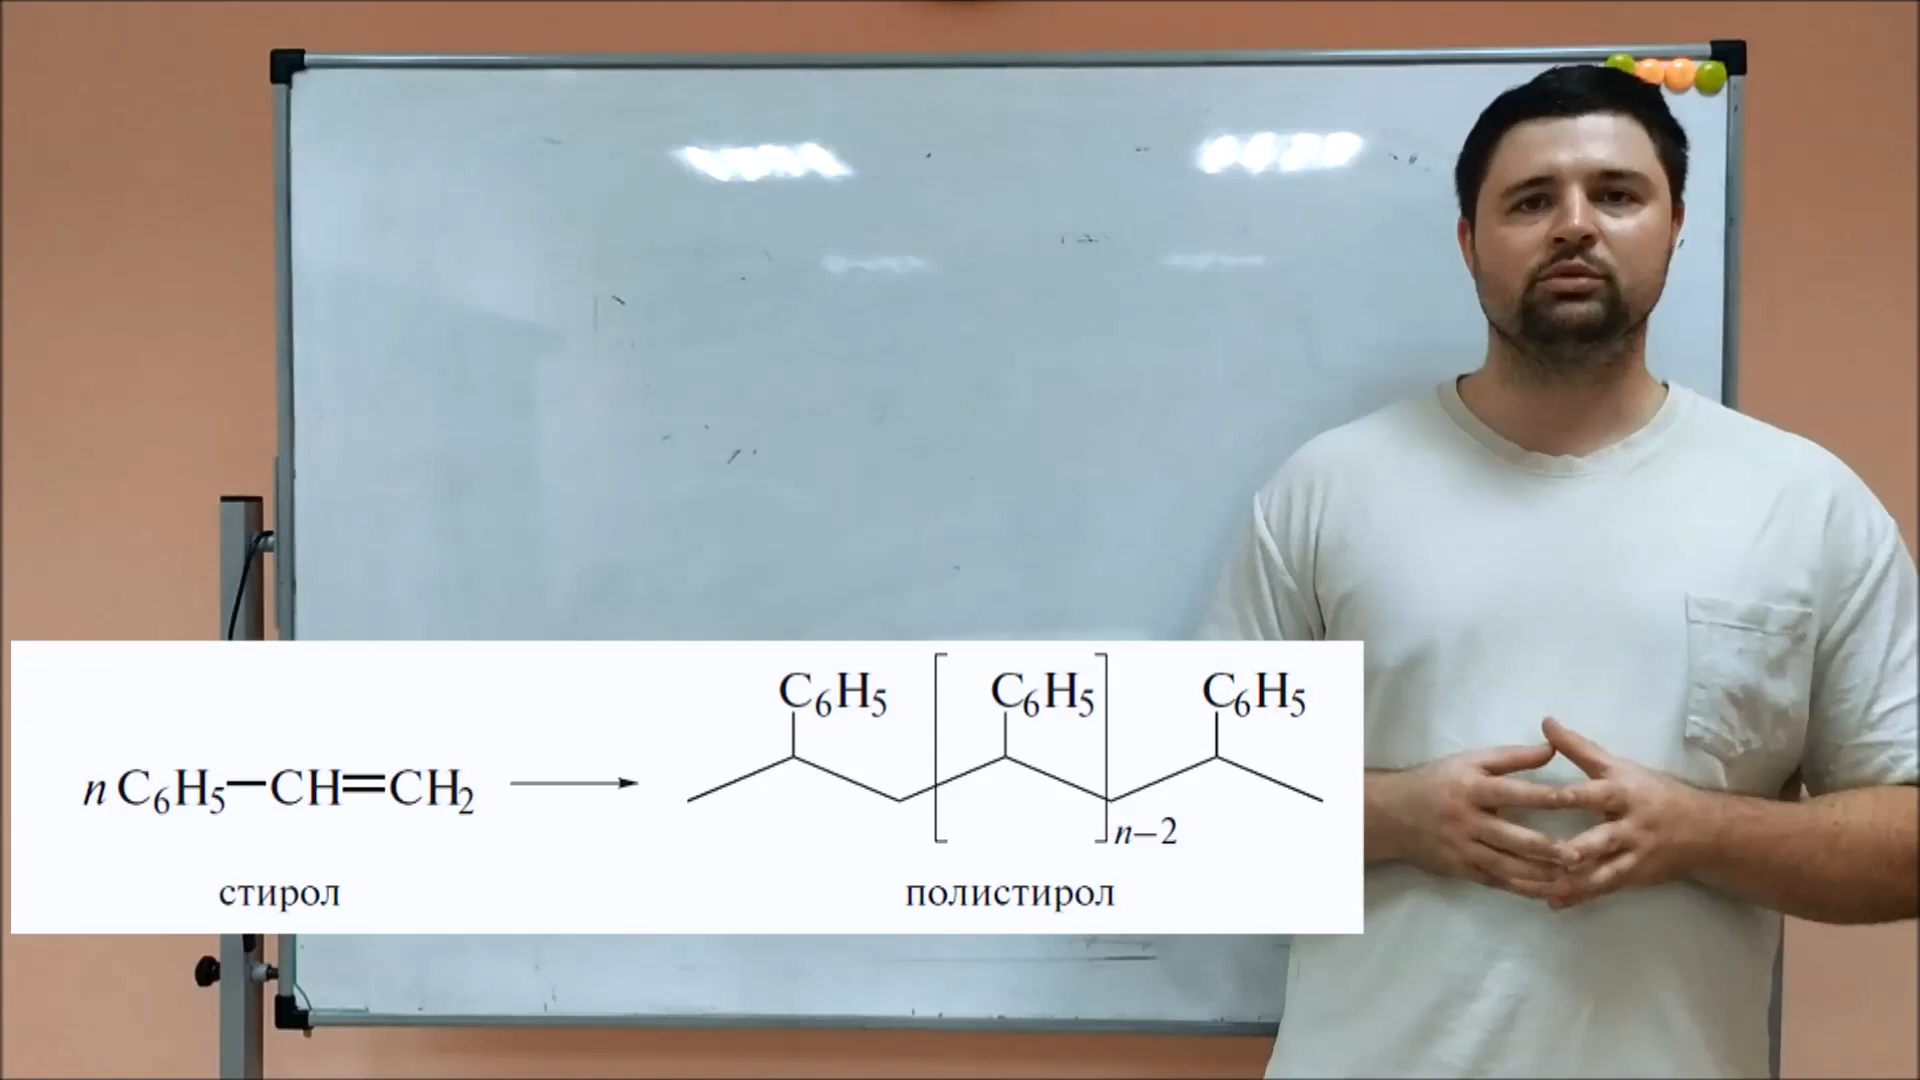 C₆H₅ C₆H₅ C₆H₅
n C₆H₅—CH=CH₂ ⟶
n–2
стирол полистирол